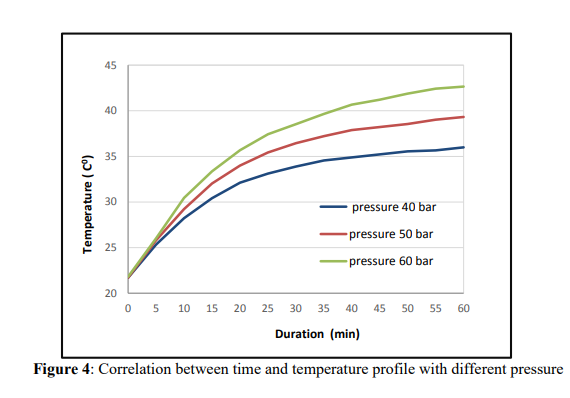 45
40
35
30
25
20
Temperature ( C⁰)
pressure 40 bar
pressure 50 bar
pressure 60 bar
0 5 10 15 20 25 30 35 40 45 50 55 60
Duration (min)
Figure 4: Correlation between time and temperature profile with different pressure